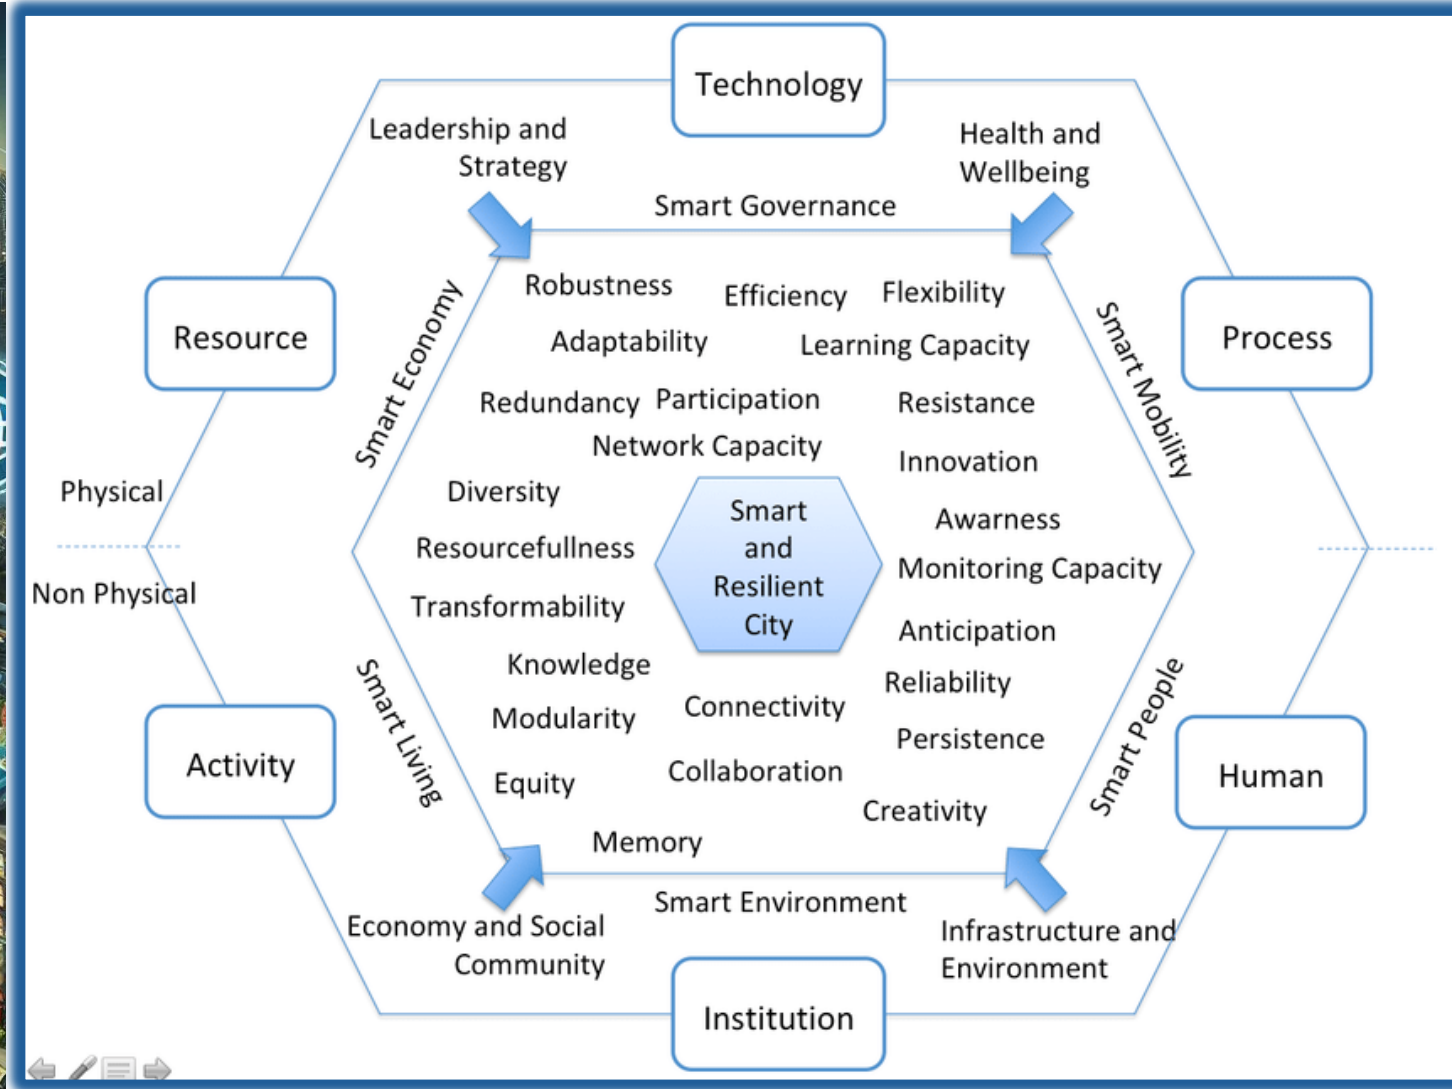 Technology
Leadership and
Strategy
Health and
Wellbeing
Smart Governance
Resource
Process
Smart Economy
Smart Mobility
Robustness
Efficiency
Flexibility
Adaptability
Learning Capacity
Redundancy
Participation
Resistance
Network Capacity
Innovation
Physical
Diversity
Smart
and
Resilient
City
Awarness
Resourcefullness
Monitoring Capacity
Non Physical
Transformability
Anticipation
Knowledge
Reliability
Modularity
Connectivity
Persistence
Smart Living
Smart People
Activity
Human
Equity
Collaboration
Creativity
Memory
Smart Environment
Economy and Social
Community
Infrastructure and
Environment
Institution